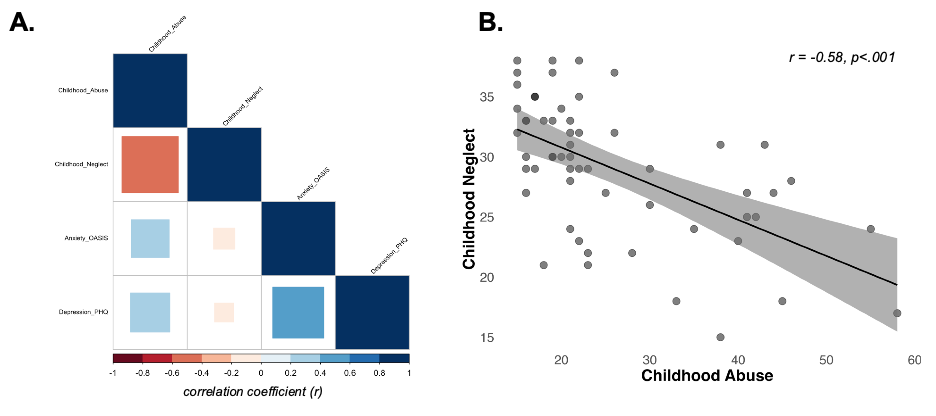 A.
Childhood_Abuse
Childhood_Abuse
Childhood_Neglect
Childhood_Neglect
Anxiety_OASIS
Anxiety_OASIS
Depression_PHQ
Depression_PHQ
-1 -0.8 -0.6 -0.4 -0.2 0 0.2 0.4 0.6 0.8 1
correlation coefficient (r)
B.
r = -0.58, p<.001
Childhood Neglect
35
30
25
20
15
20 30 40 50 60
Childhood Abuse